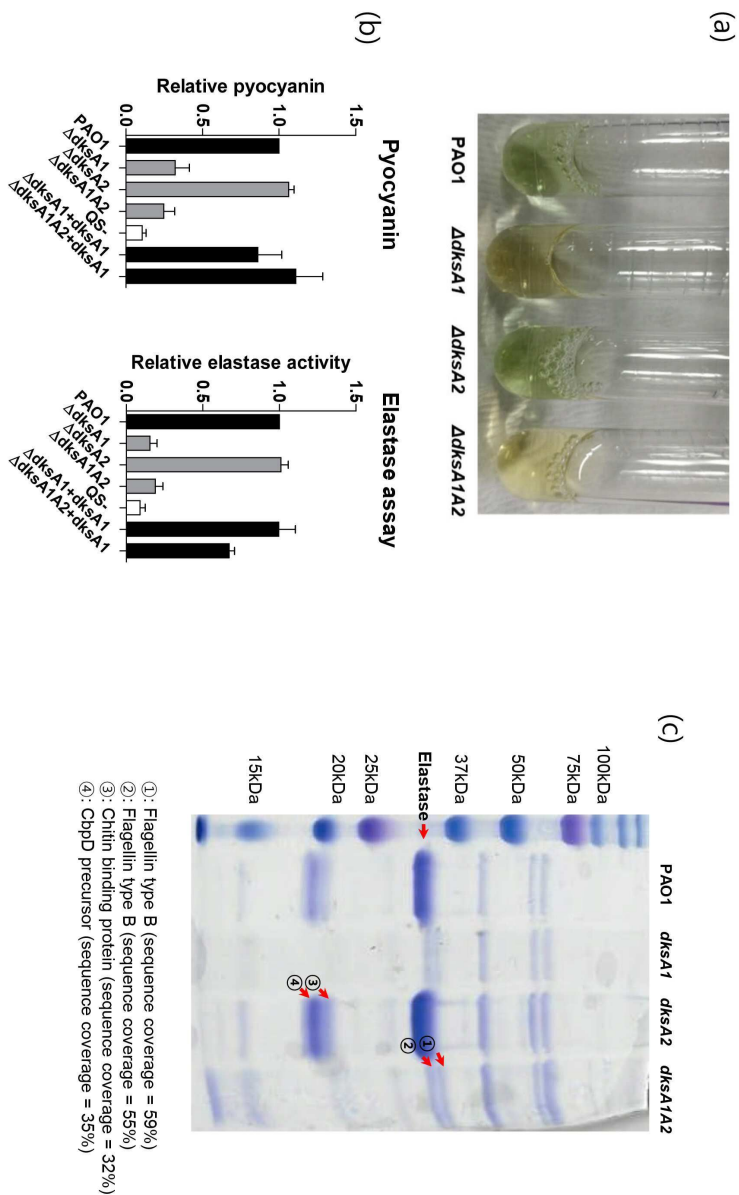 (a)
PAO1
ΔdksA1
ΔdksA2
ΔdksA1A2
(b)
Pyocyanin
Relative pyocyanin
1.5
1.0
0.5
0.0
PAO1
ΔdksA1
ΔdksA2
ΔdksA1A2
QS-
ΔdksA1+dksA1
ΔdksA1A2+dksA1
Elastase assay
Relative elastase activity
1.5
1.0
0.5
0.0
PAO1
ΔdksA1
ΔdksA2
ΔdksA1A2
QS-
ΔdksA1+dksA1
ΔdksA1A2+dksA1
(c)
PAO1
dksA1
dksA2
dksA1A2
100kDa
75kDa
50kDa
37kDa
Elastase
25kDa
20kDa
15kDa
①
②
③
④
①: Flagellin type B (sequence coverage = 59%)
②: Flagellin type B (sequence coverage = 55%)
③: Chitin binding protein (sequence coverage = 32%)
④: CbpD precursor (sequence coverage = 35%)